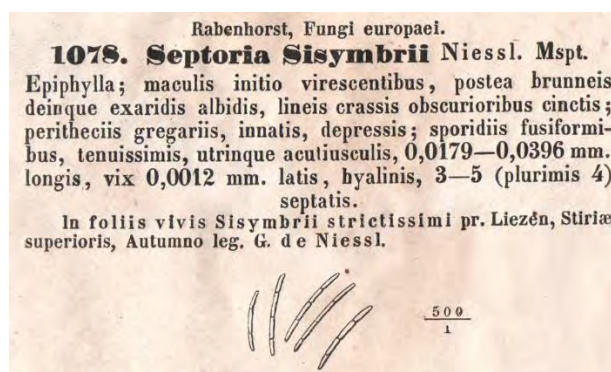 Rabenhorst, Fungi europaei.
1078. Septoria Sisymbrii Niessl. Mspt.
Epiphylla; maculis initio virescentibus, postea brunneis
deinque exaridis albidis, lineis crassis obscurioribus cinctis;
peritheciis gregariis, innatis, depressis; sporidiis fusiformi-
bus, tenuissimis, utrinque acutiusculis, 0,0179—0,0396 mm.
longis, vix 0,0012 mm. latis, hyalinis, 3—5 (plurimis 4)
septatis.
In foliis vivis Sisymbrii strictissimi pr. Liezén, Stiriæ
superioris, Autumno leg. G. de Niessl.
500
1